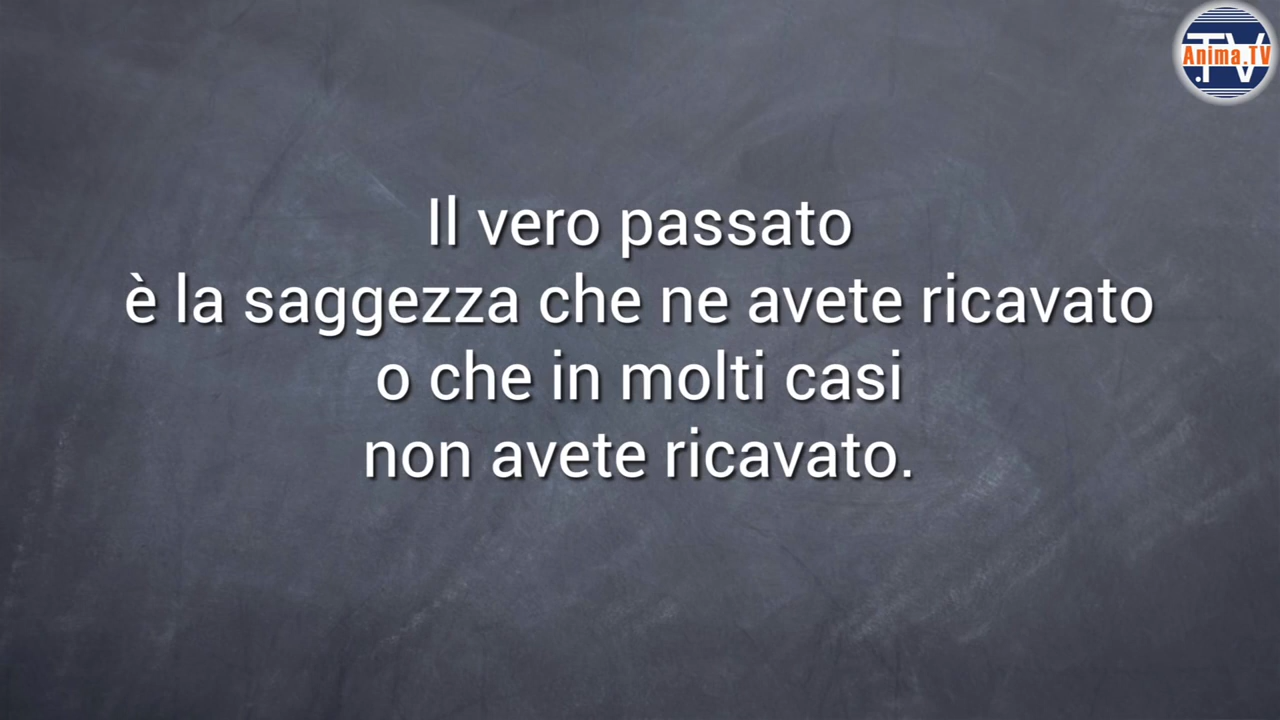 Anima.TV
Il vero passato
è la saggezza che ne avete ricavato
o che in molti casi
non avete ricavato.